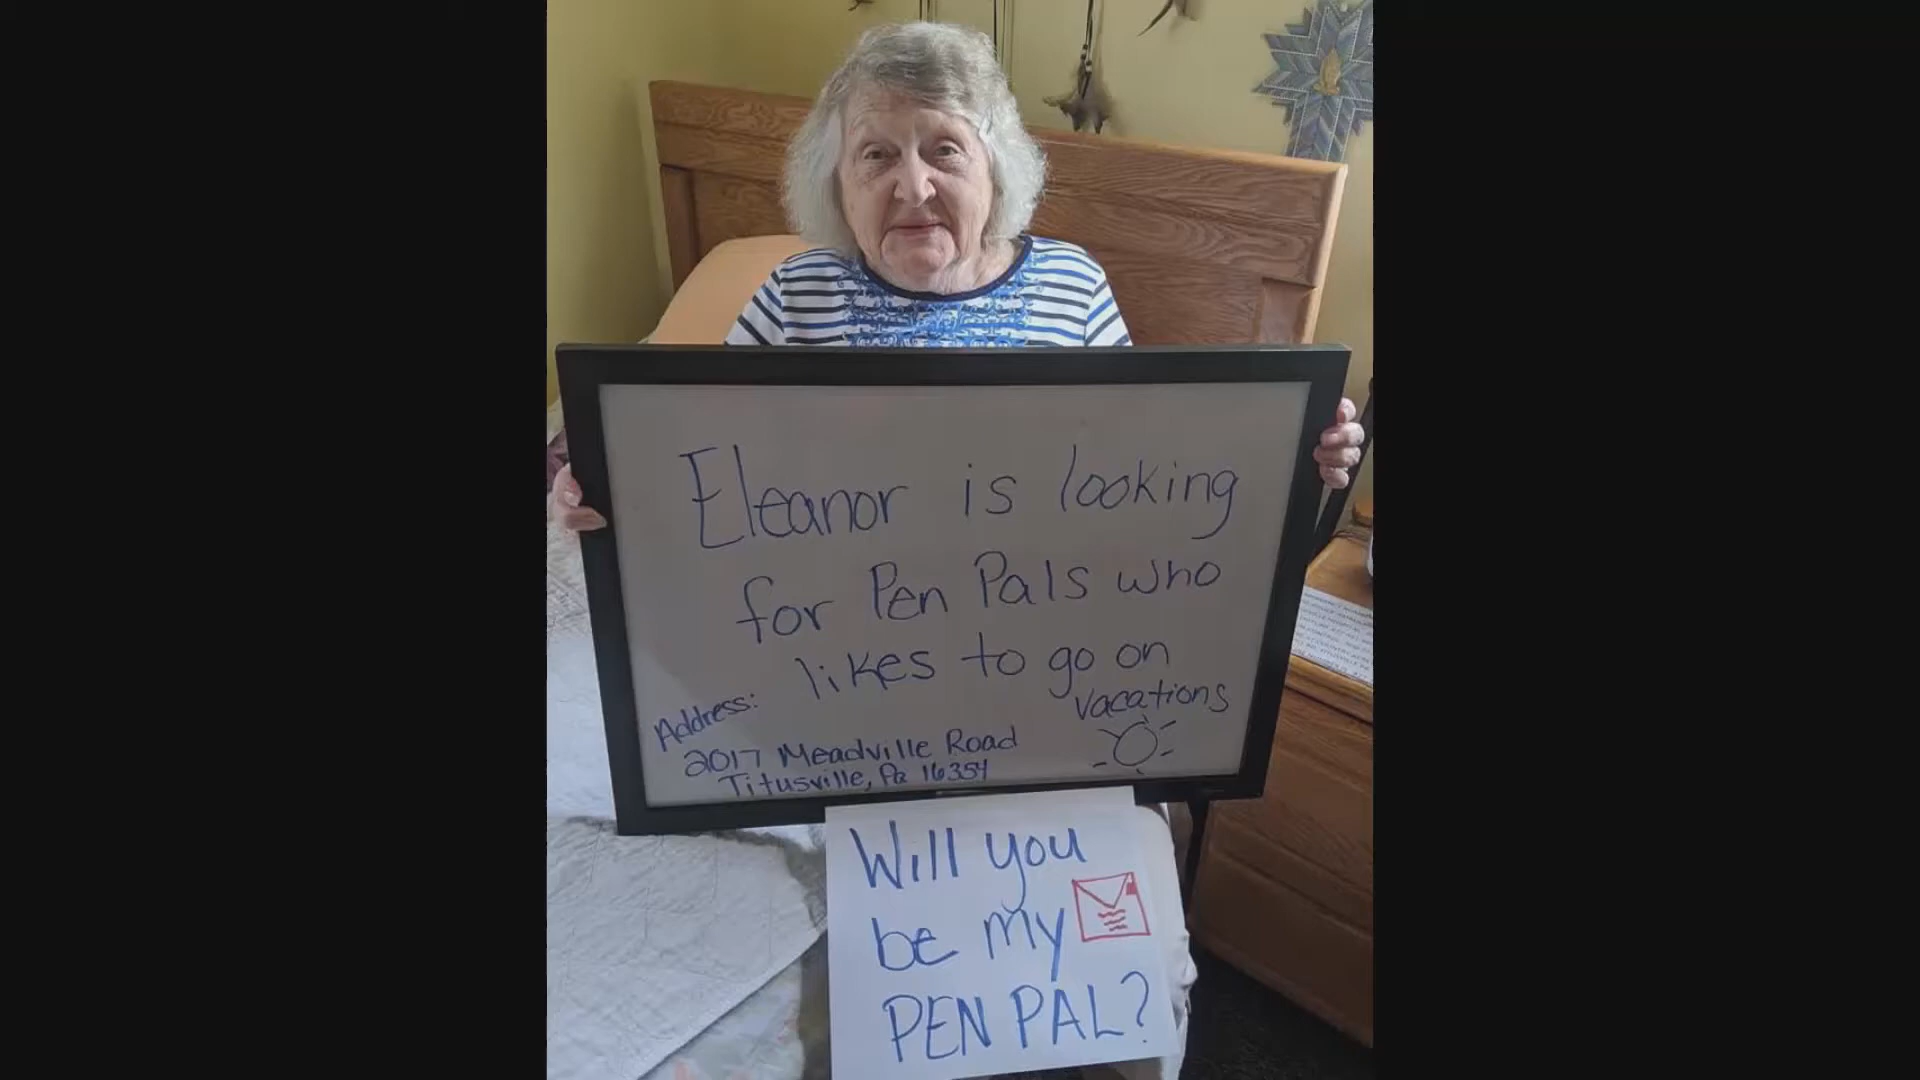 Eleanor is looking
for Pen Pals who
likes to go on
vacations
Address:
2017 Meadville Road
Titusville, Pa 16354
Will you
be my
PEN PAL?